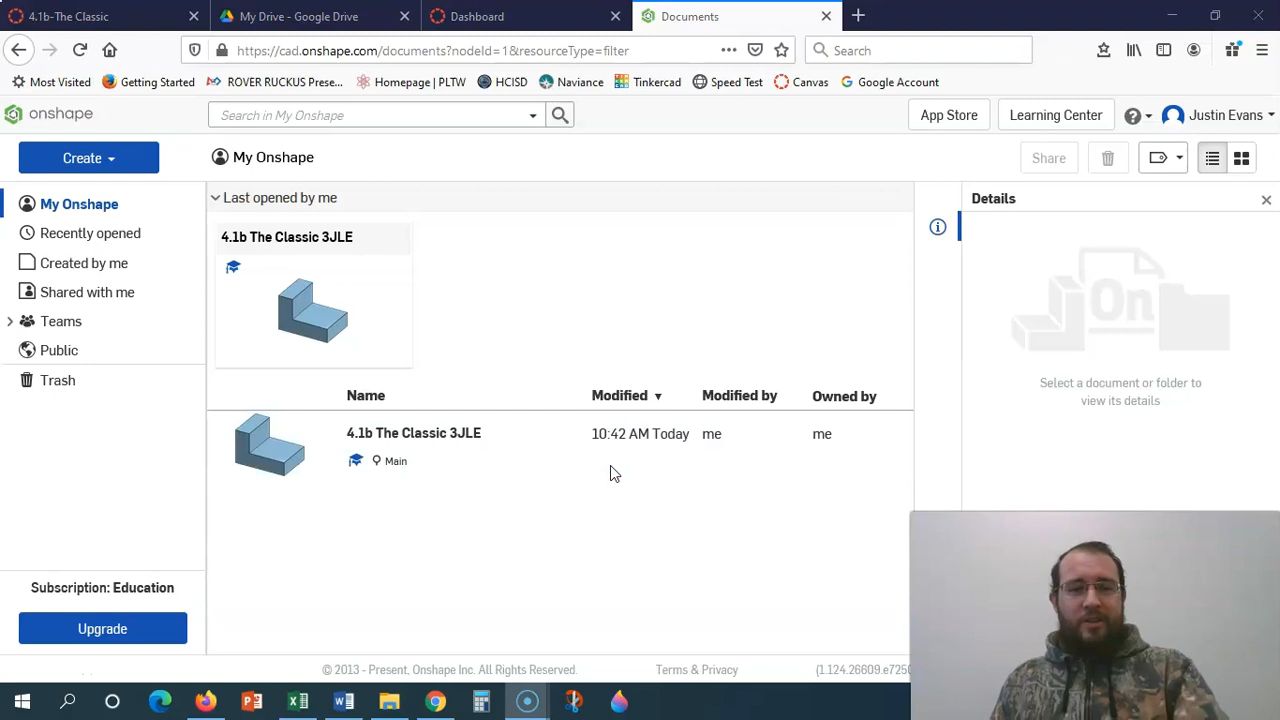 4.1b-The Classic
My Drive - Google Drive
Dashboard
Documents
https://cad.onshape.com/documents?nodeId=1&resourceType=filter
Search
Most Visited
Getting Started
ROVER RUCKUS Prese...
Homepage | PLTW
HCISD
Naviance
Tinkercad
Speed Test
Canvas
Google Account
onshape
Search in My Onshape
App Store
Learning Center
Justin Evans
Create
My Onshape
Share
My Onshape
Recently opened
Created by me
Shared with me
Teams
Public
Trash
Last opened by me
4.1b The Classic 3JLE
Name
Modified
Modified by
Owned by
4.1b The Classic 3JLE
10:42 AM Today
me
me
Main
Details
On
Select a document or folder to
view its details
Subscription: Education
Upgrade
© 2013 - Present, Onshape Inc. All Rights Reserved.
Terms & Privacy
(1.124.26609.e7250